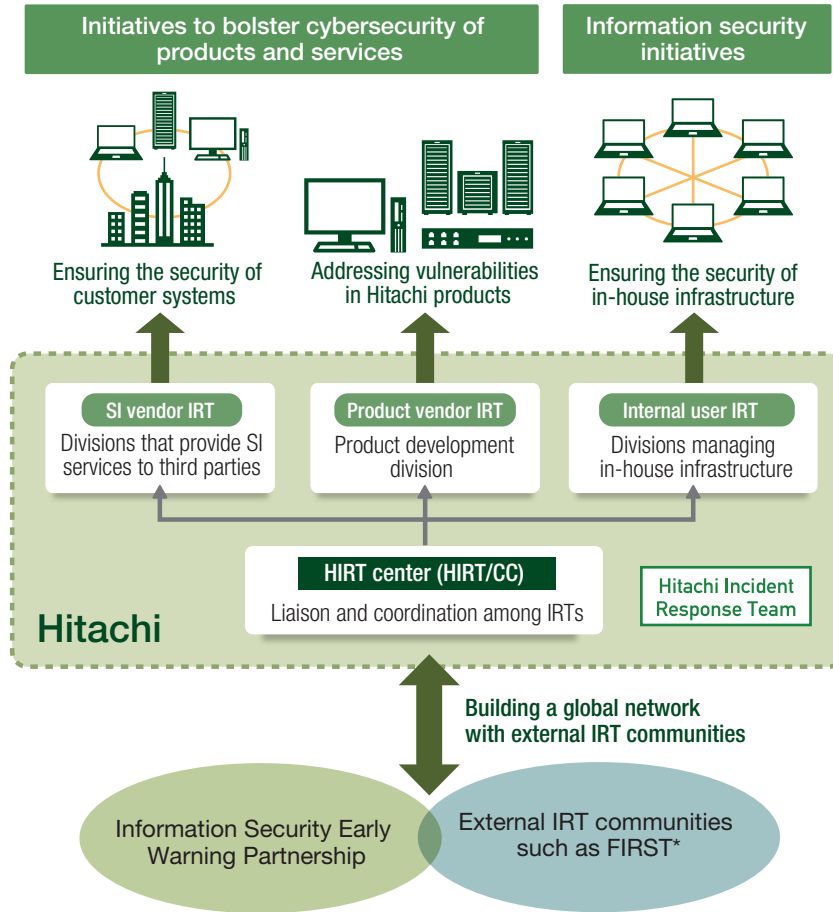 Initiatives to bolster cybersecurity of
products and services
Information security
initiatives
Ensuring the security of
customer systems
Addressing vulnerabilities
in Hitachi products
Ensuring the security of
in-house infrastructure
SI vendor IRT
Divisions that provide SI
services to third parties
Product vendor IRT
Product development
division
Internal user IRT
Divisions managing
in-house infrastructure
HIRT center (HIRT/CC)
Liaison and coordination among IRTs
Hitachi Incident
Response Team
Hitachi
Building a global network
with external IRT communities
Information Security Early
Warning Partnership
External IRT communities
such as FIRST*